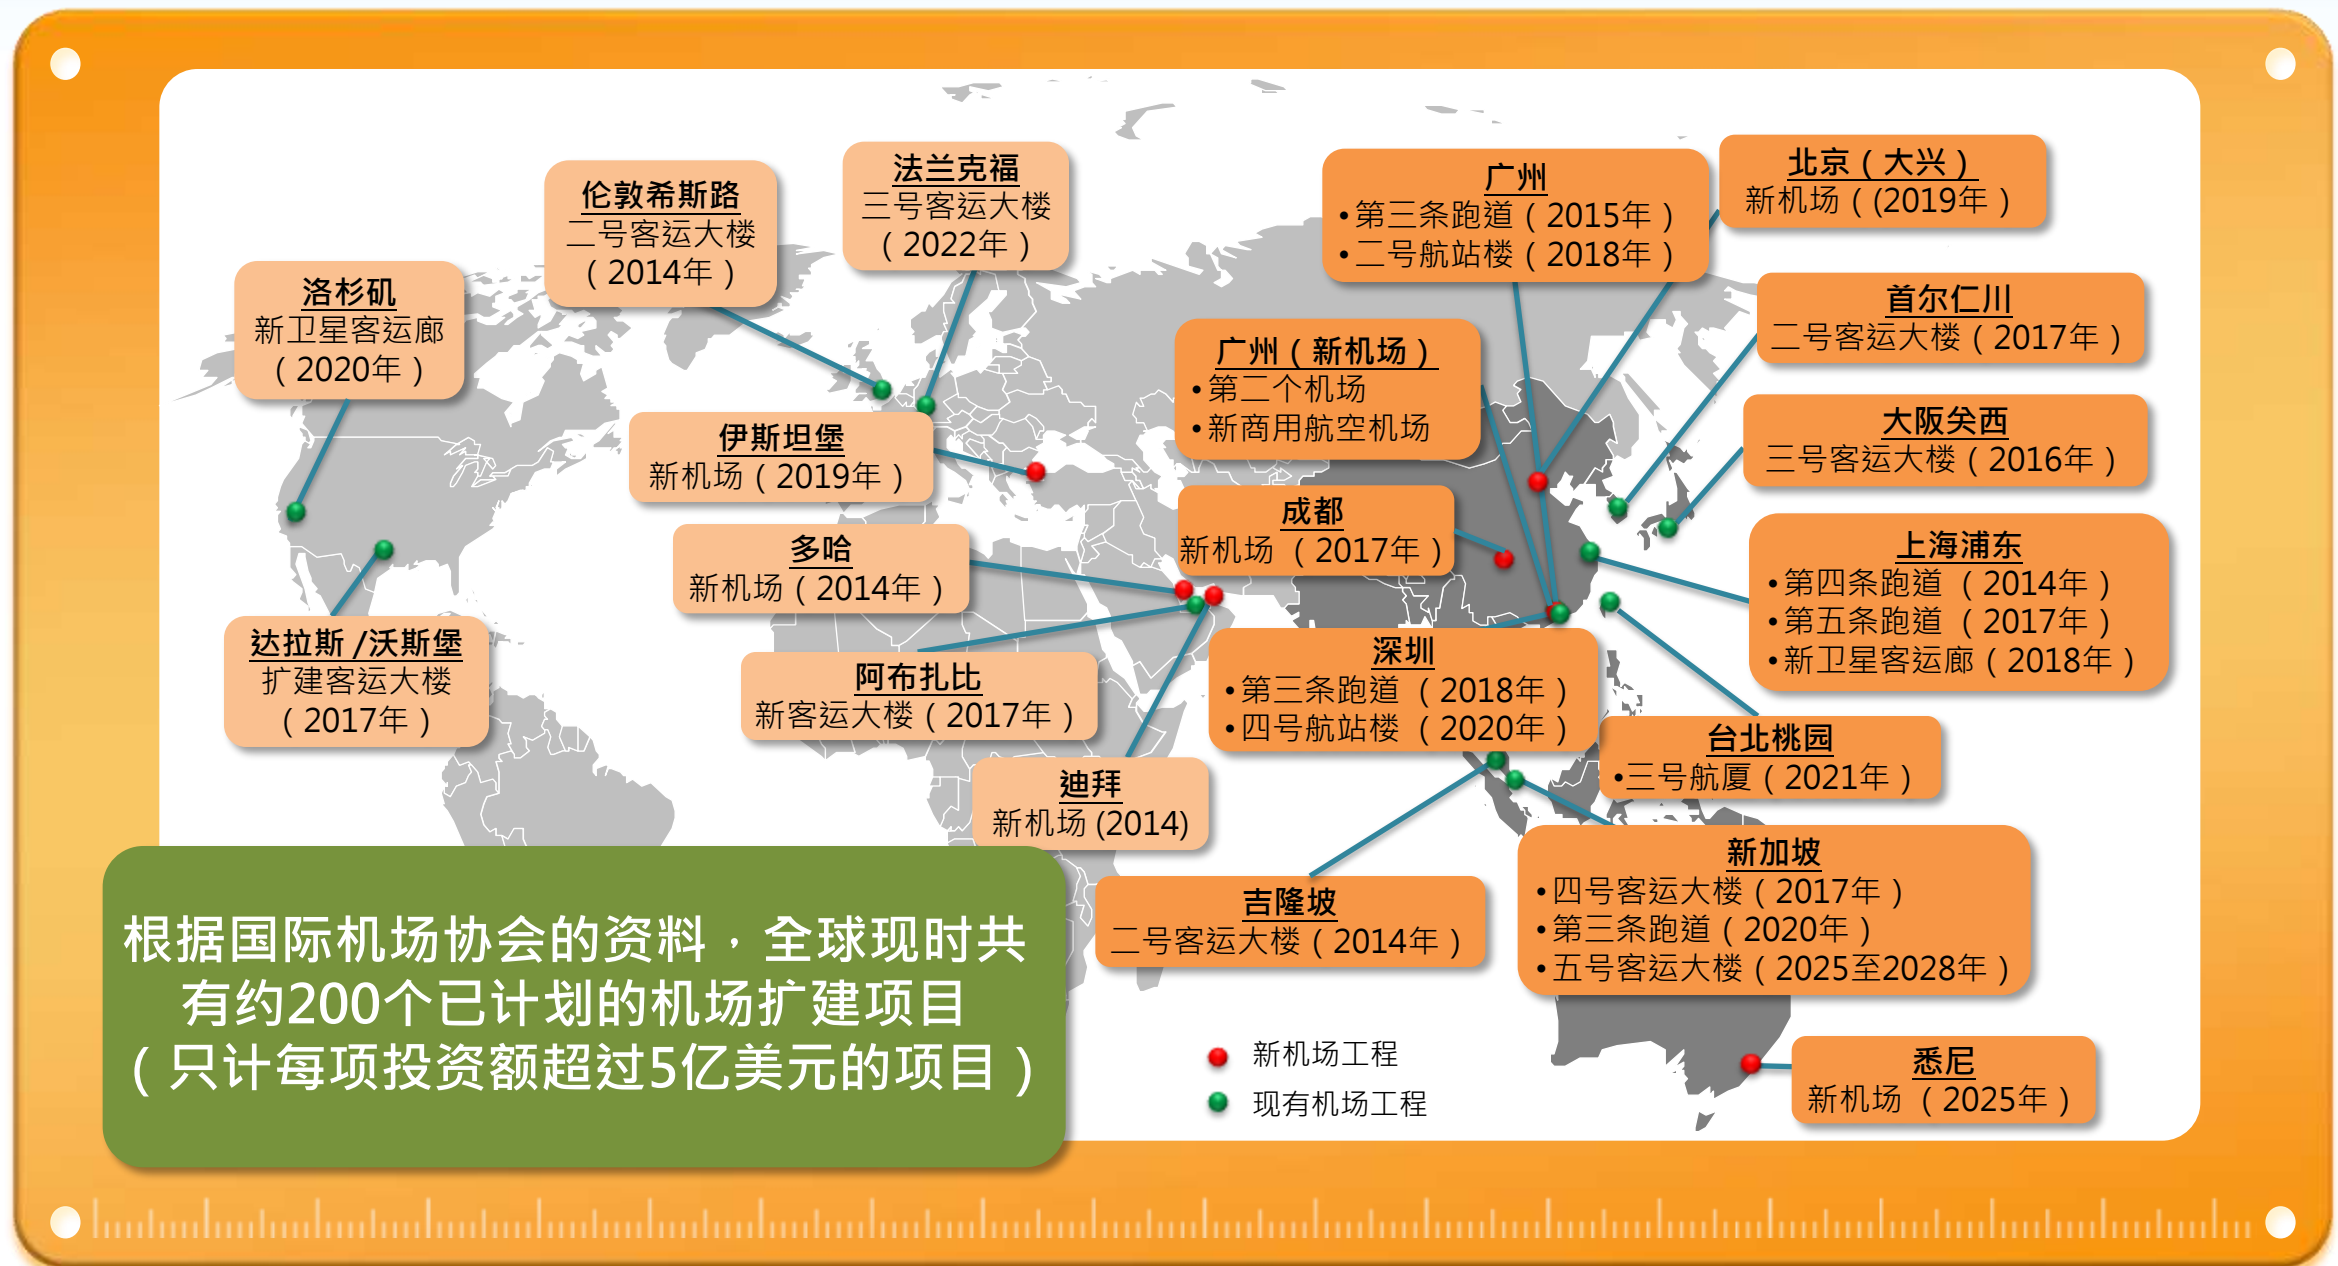 北京（大兴）
新机场（(2019年）
法兰克福
三号客运大楼
（2022年）
广州
•第三条跑道（2015年）
•二号航站楼（2018年）
伦敦希斯路
二号客运大楼
（2014年）
洛杉矶
新卫星客运廊
（2020年）
首尔仁川
二号客运大楼（2017年）
广州（新机场）
•第二个机场
•新商用航空机场
大阪关西
三号客运大楼（2016年）
伊斯坦堡
新机场（2019年）
成都
新机场 （2017年）
多哈
新机场（2014年）
上海浦东
•第四条跑道 （2014年）
•第五条跑道 （2017年）
•新卫星客运廊（2018年）
达拉斯/沃斯堡
扩建客运大楼
（2017年）
阿布扎比
新客运大楼（2017年）
深圳
•第三条跑道 （2018年）
•四号航站楼 （2020年）
台北桃园
•三号航厦（2021年）
迪拜
新机场(2014)
新加坡
•四号客运大楼（2017年）
•第三条跑道（2020年）
•五号客运大楼（2025至2028年）
吉隆坡
二号客运大楼（2014年）
根据国际机场协会的资料，全球现时共
有约200个已计划的机场扩建项目
（只计每项投资额超过5亿美元的项目）
新机场工程
现有机场工程
悉尼
新机场 （2025年）